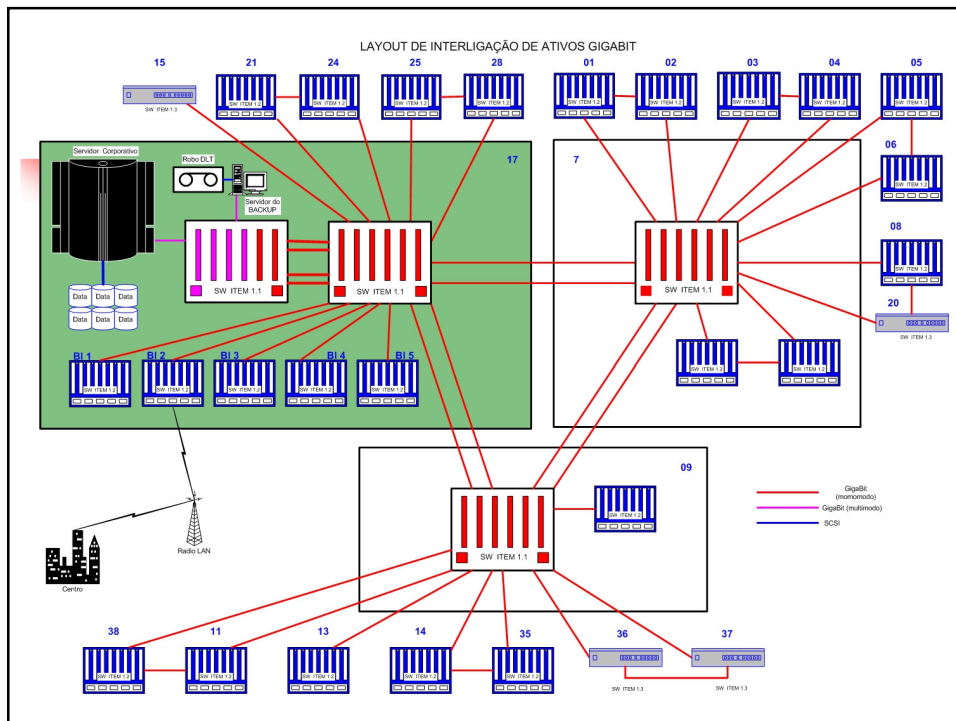 LAYOUT DE INTERLIGAÇÃO DE ATIVOS GIGABIT
15
21
24
25
28
01
02
03
04
05
SW ITEM 1.3
SW ITEM 1.2
SW ITEM 1.2
SW ITEM 1.2
SW ITEM 1.2
SW ITEM 1.2
SW ITEM 1.2
SW ITEM 1.2
SW ITEM 1.2
SW ITEM 1.2
Servidor Corporativo
Robo DLT
17
7
06
SW ITEM 1.2
Servidor do
BACKUP
08
SW ITEM 1.2
SW ITEM 1.1
SW ITEM 1.1
SW ITEM 1.1
Data
Data
Data
Data
Data
Data
20
SW ITEM 1.3
BI 1
BI 2
BI 3
BI 4
BI 5
SW ITEM 1.2
SW ITEM 1.2
SW ITEM 1.2
SW ITEM 1.2
SW ITEM 1.2
SW ITEM 1.2
SW ITEM 1.2
09
SW ITEM 1.2
SW ITEM 1.1
GigaBit
(momomodo)
GigaBit (multimodo)
SCSI
Radio LAN
Centro
38
11
13
14
35
36
37
SW ITEM 1.2
SW ITEM 1.2
SW ITEM 1.2
SW ITEM 1.2
SW ITEM 1.2
SW ITEM 1.3
SW ITEM 1.3